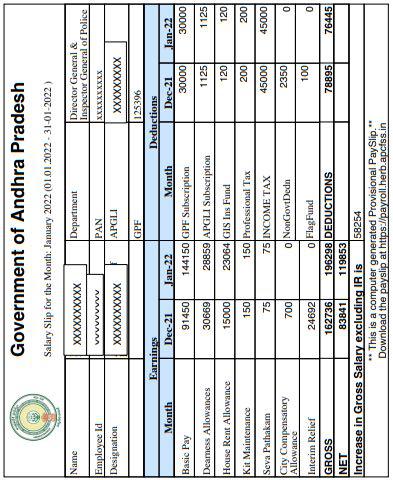 Government of Andhra Pradesh
Salary Slip for the Month: January 2022 (01.01.2022 - 31-01-2022 )
Name XXXXXXXXXX Department Director General &
Inspector General of Police
Employee Id PAN xxxxxxxxxx
Designation XXXXXXXXXX APGLI XXXXXXXXX
GPF 125396
Earnings Deductions
Month Dec-21 Jan-22 Month Dec-21 Jan-22
Basic Pay 91450 144150 GPF Subscription 30000 30000
Dearness Allowances 30669 28859 APGLI Subscription 1125 1125
House Rent Allowance 15000 23064 GIS Ins Fund 120 120
Kit Maintenance 150 150 Professional Tax 200 200
Seva Pathakam 75 75 INCOME TAX 45000 45000
City Compensatory
Allowance 700 0 NonGovtDedn 2350 0
Interim Relief 24692 0 FlagFund 100 0
GROSS 162736 196298 DEDUCTIONS 78895 76445
NET 83841 119853
Increase in Gross Salary excluding IR is 58254
** This is a computer generated Provisional PaySlip.**
Download the payslip at https://payroll.herb.apcfss.in